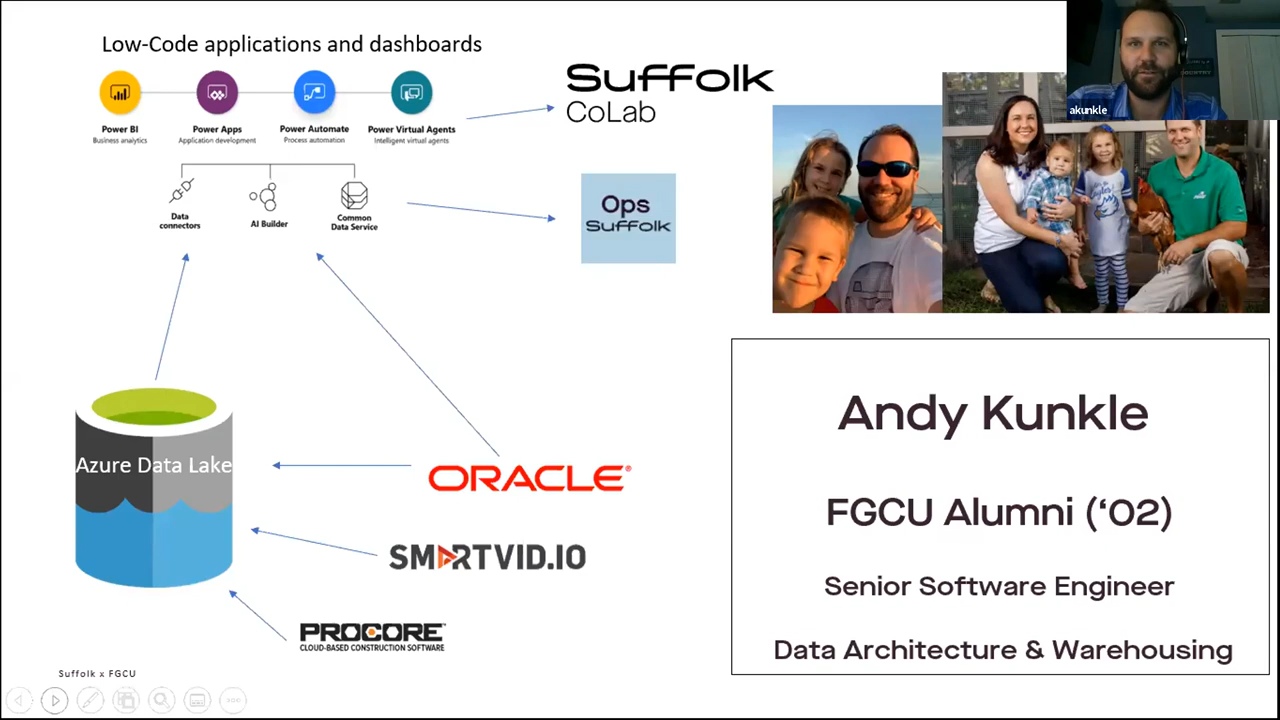 Low-Code applications and dashboards
Power BI
Business analytics
Power Apps
Application development
Power Automate
Process automation
Power Virtual Agents
Intelligent virtual agents
Data
connectors
AI Builder
Common
Data Service
Suffolk
CoLab
Ops
Suffolk
akunkle
Azure Data Lake
ORACLE®
SMARTVID.IO
PROCORE™
CLOUD-BASED CONSTRUCTION SOFTWARE
Andy Kunkle
FGCU Alumni (‘02)
Senior Software Engineer
Data Architecture & Warehousing
Suffolk x FGCU